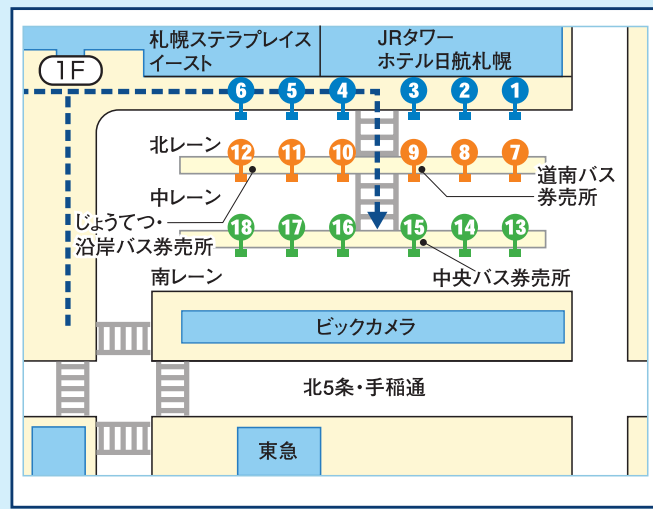 札幌ステラプレイス
イースト
JRタワー
ホテル日航札幌
1F
6 5 4 3 2 1
北レーン
12 11 10 9 8 7
道南バス
券売所
中レーン
じょうてつ・
沿岸バス券売所
18 17 16 15 14 13
中央バス券売所
南レーン
ビックカメラ
北5条・手稲通
東急